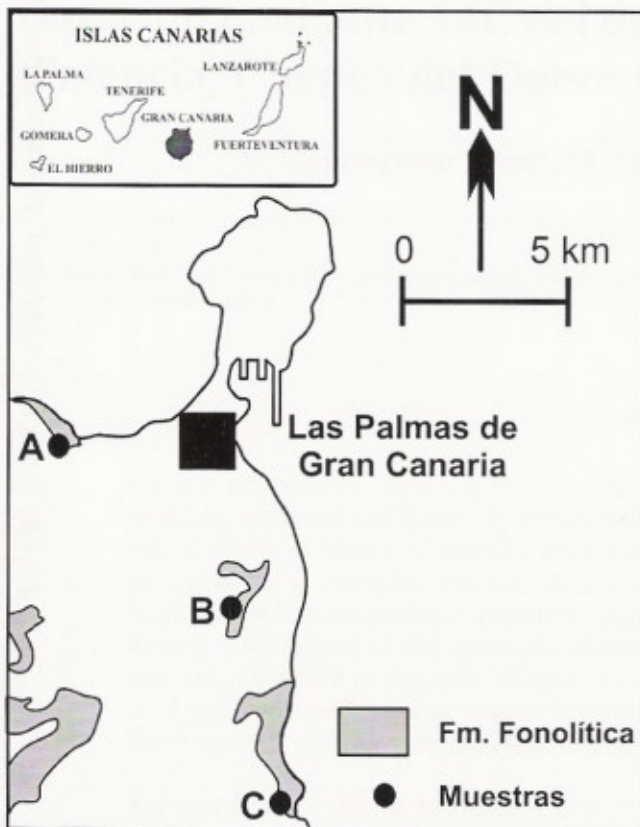 ISLAS CANARIAS
LANZAROTE
LA PALMA
TENERIFE
GRAN CANARIA
GOMERA
FUERTEVENTURA
EL HIERRO
N
0 5 km
A
Las Palmas de
Gran Canaria
B
Fm. Fonolítica
C
Muestras